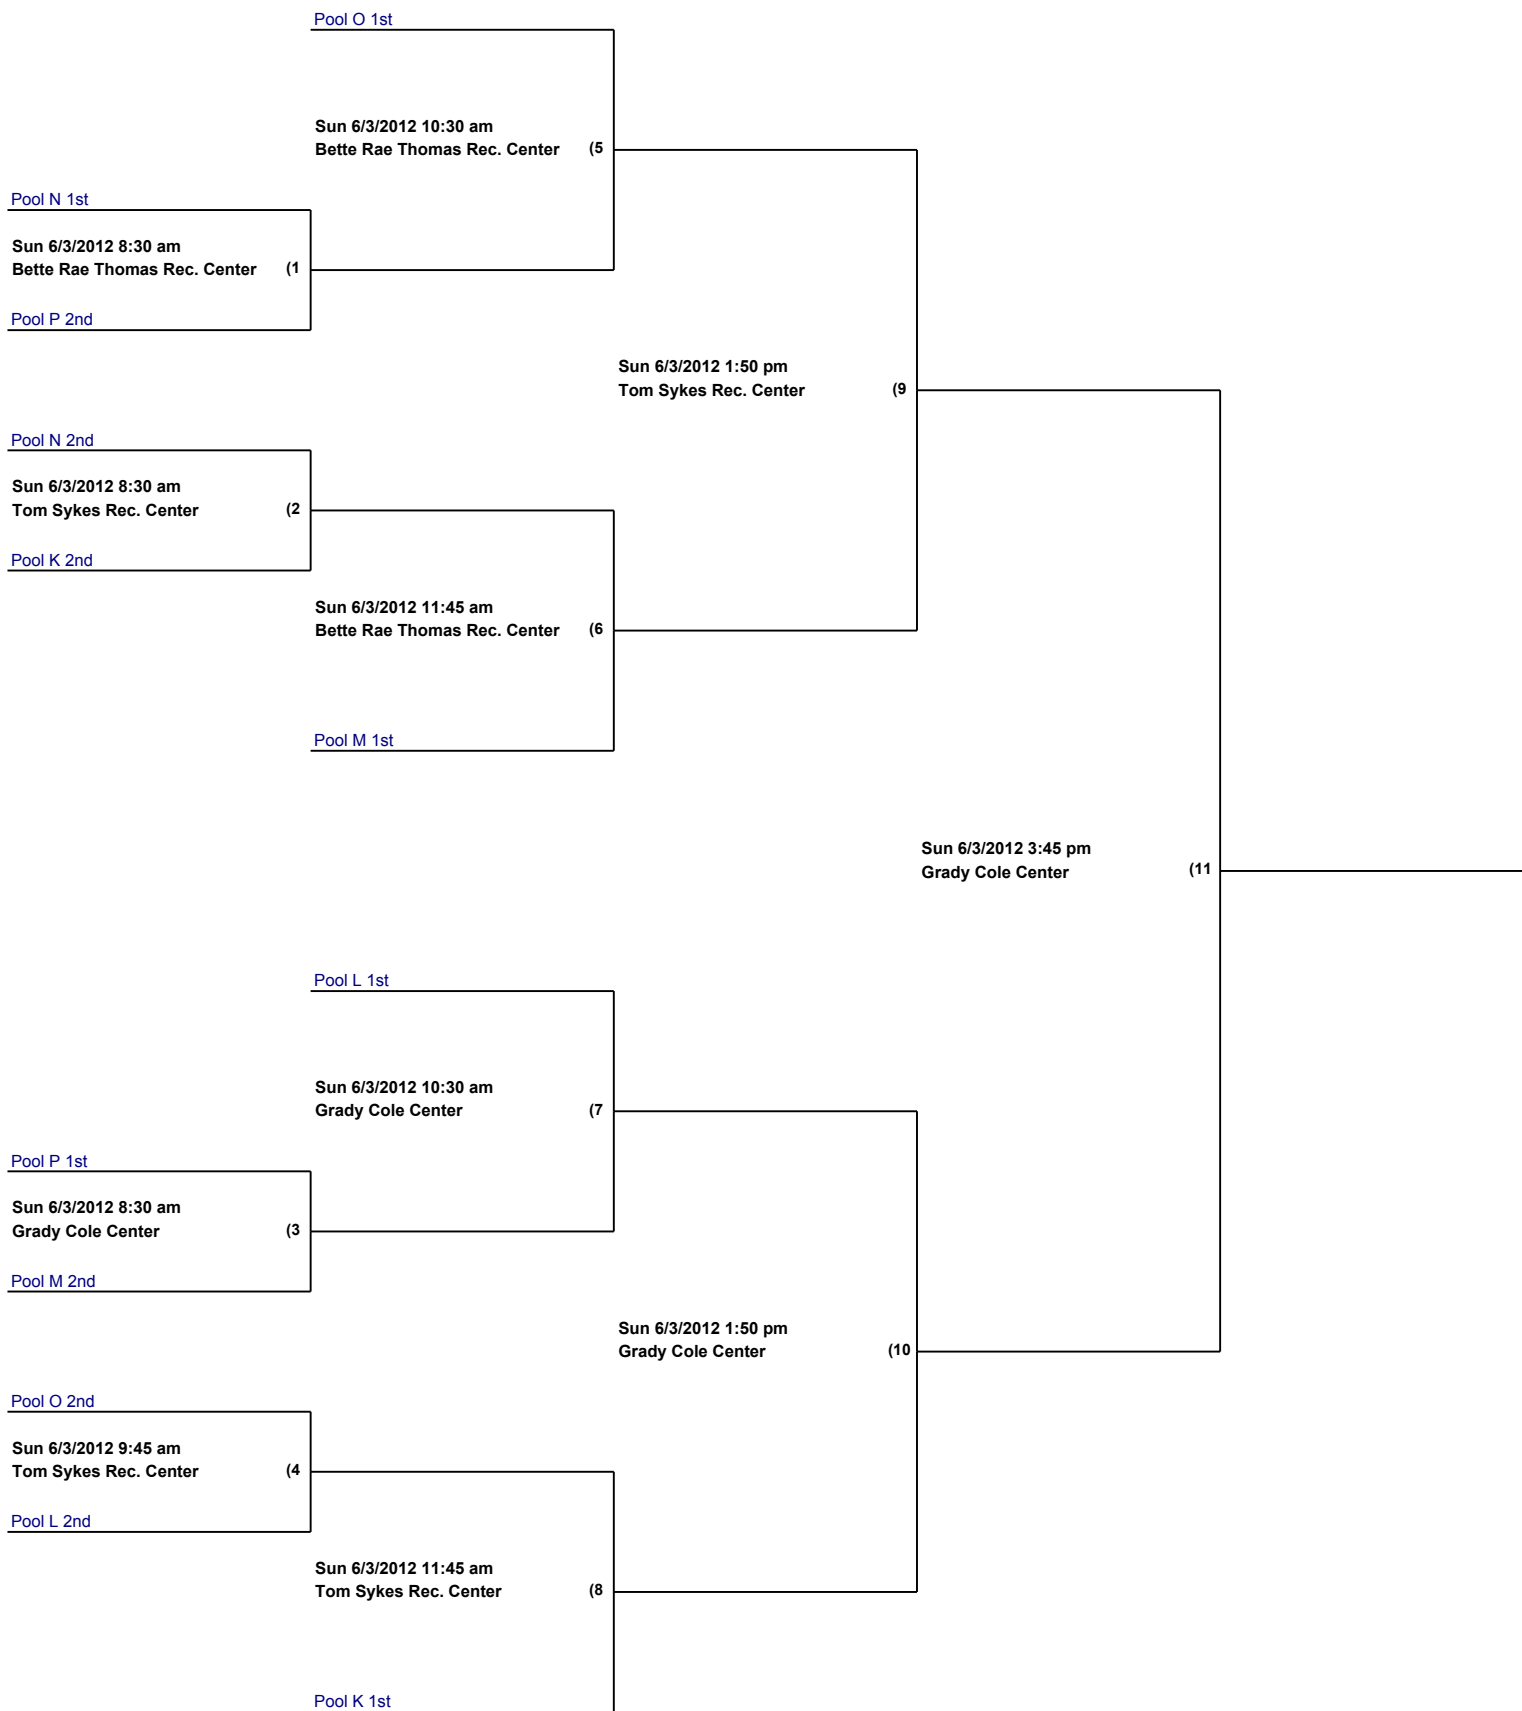 Pool O 1st
Sun 6/3/2012 10:30 am
Bette Rae Thomas Rec. Center (5
Pool N 1st
Sun 6/3/2012 8:30 am
Bette Rae Thomas Rec. Center (1
Pool P 2nd
Sun 6/3/2012 1:50 pm
Tom Sykes Rec. Center (9
Pool N 2nd
Sun 6/3/2012 8:30 am
Tom Sykes Rec. Center (2
Pool K 2nd
Sun 6/3/2012 11:45 am
Bette Rae Thomas Rec. Center (6
Pool M 1st
Sun 6/3/2012 3:45 pm
Grady Cole Center (11
Pool L 1st
Sun 6/3/2012 10:30 am
Grady Cole Center (7
Pool P 1st
Sun 6/3/2012 8:30 am
Grady Cole Center (3
Pool M 2nd
Sun 6/3/2012 1:50 pm
Grady Cole Center (10
Pool O 2nd
Sun 6/3/2012 9:45 am
Tom Sykes Rec. Center (4
Pool L 2nd
Sun 6/3/2012 11:45 am
Tom Sykes Rec. Center (8
Pool K 1st